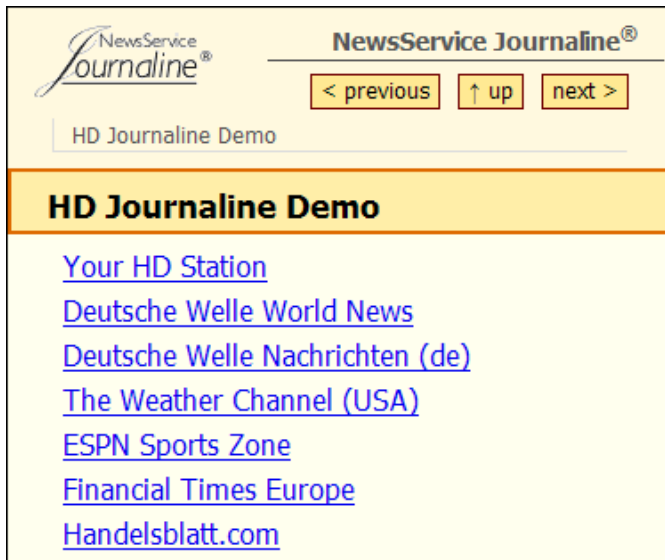 NewsService
Journaline®
NewsService Journaline®
< previous ↑ up next >
HD Journaline Demo
HD Journaline Demo
Your HD Station
Deutsche Welle World News
Deutsche Welle Nachrichten (de)
The Weather Channel (USA)
ESPN Sports Zone
Financial Times Europe
Handelsblatt.com